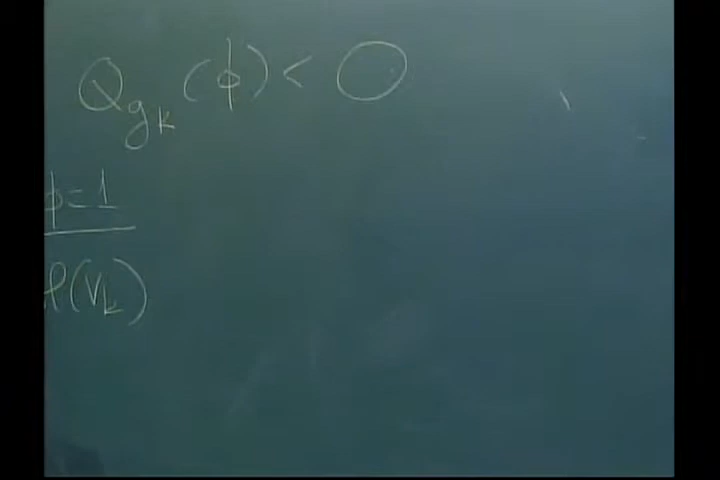 Q_{g_k}(ϕ) < 0
ϕ = 1
ℓ(V_k)